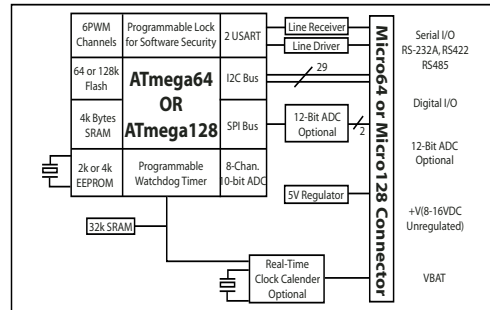 6PWM
Channels
Programmable Lock
for Software Security
2 USART
Line Receiver
Line Driver
64 or 128k
Flash
ATmega64
OR
ATmega128
I2C Bus
29
4k Bytes
SRAM
SPI Bus
12-Bit ADC
Optional
2
2k or 4k
EEPROM
Programmable
Watchdog Timer
8-Chan.
10-bit ADC
5V Regulator
32k SRAM
Real-Time
Clock Calender
Optional
Micro64 or Micro128 Connector
Serial I/O
RS-232A, RS422
RS485
Digital I/O
12-Bit ADC
Optional
+V(8-16VDC
Unregulated)
VBAT